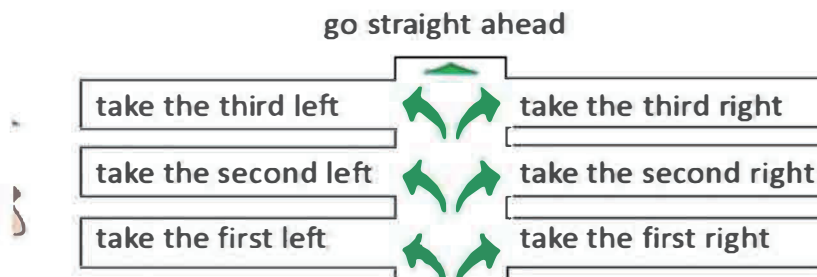 go straight ahead
take the third left
take the third right
take the second left
take the second right
take the first left
take the first right